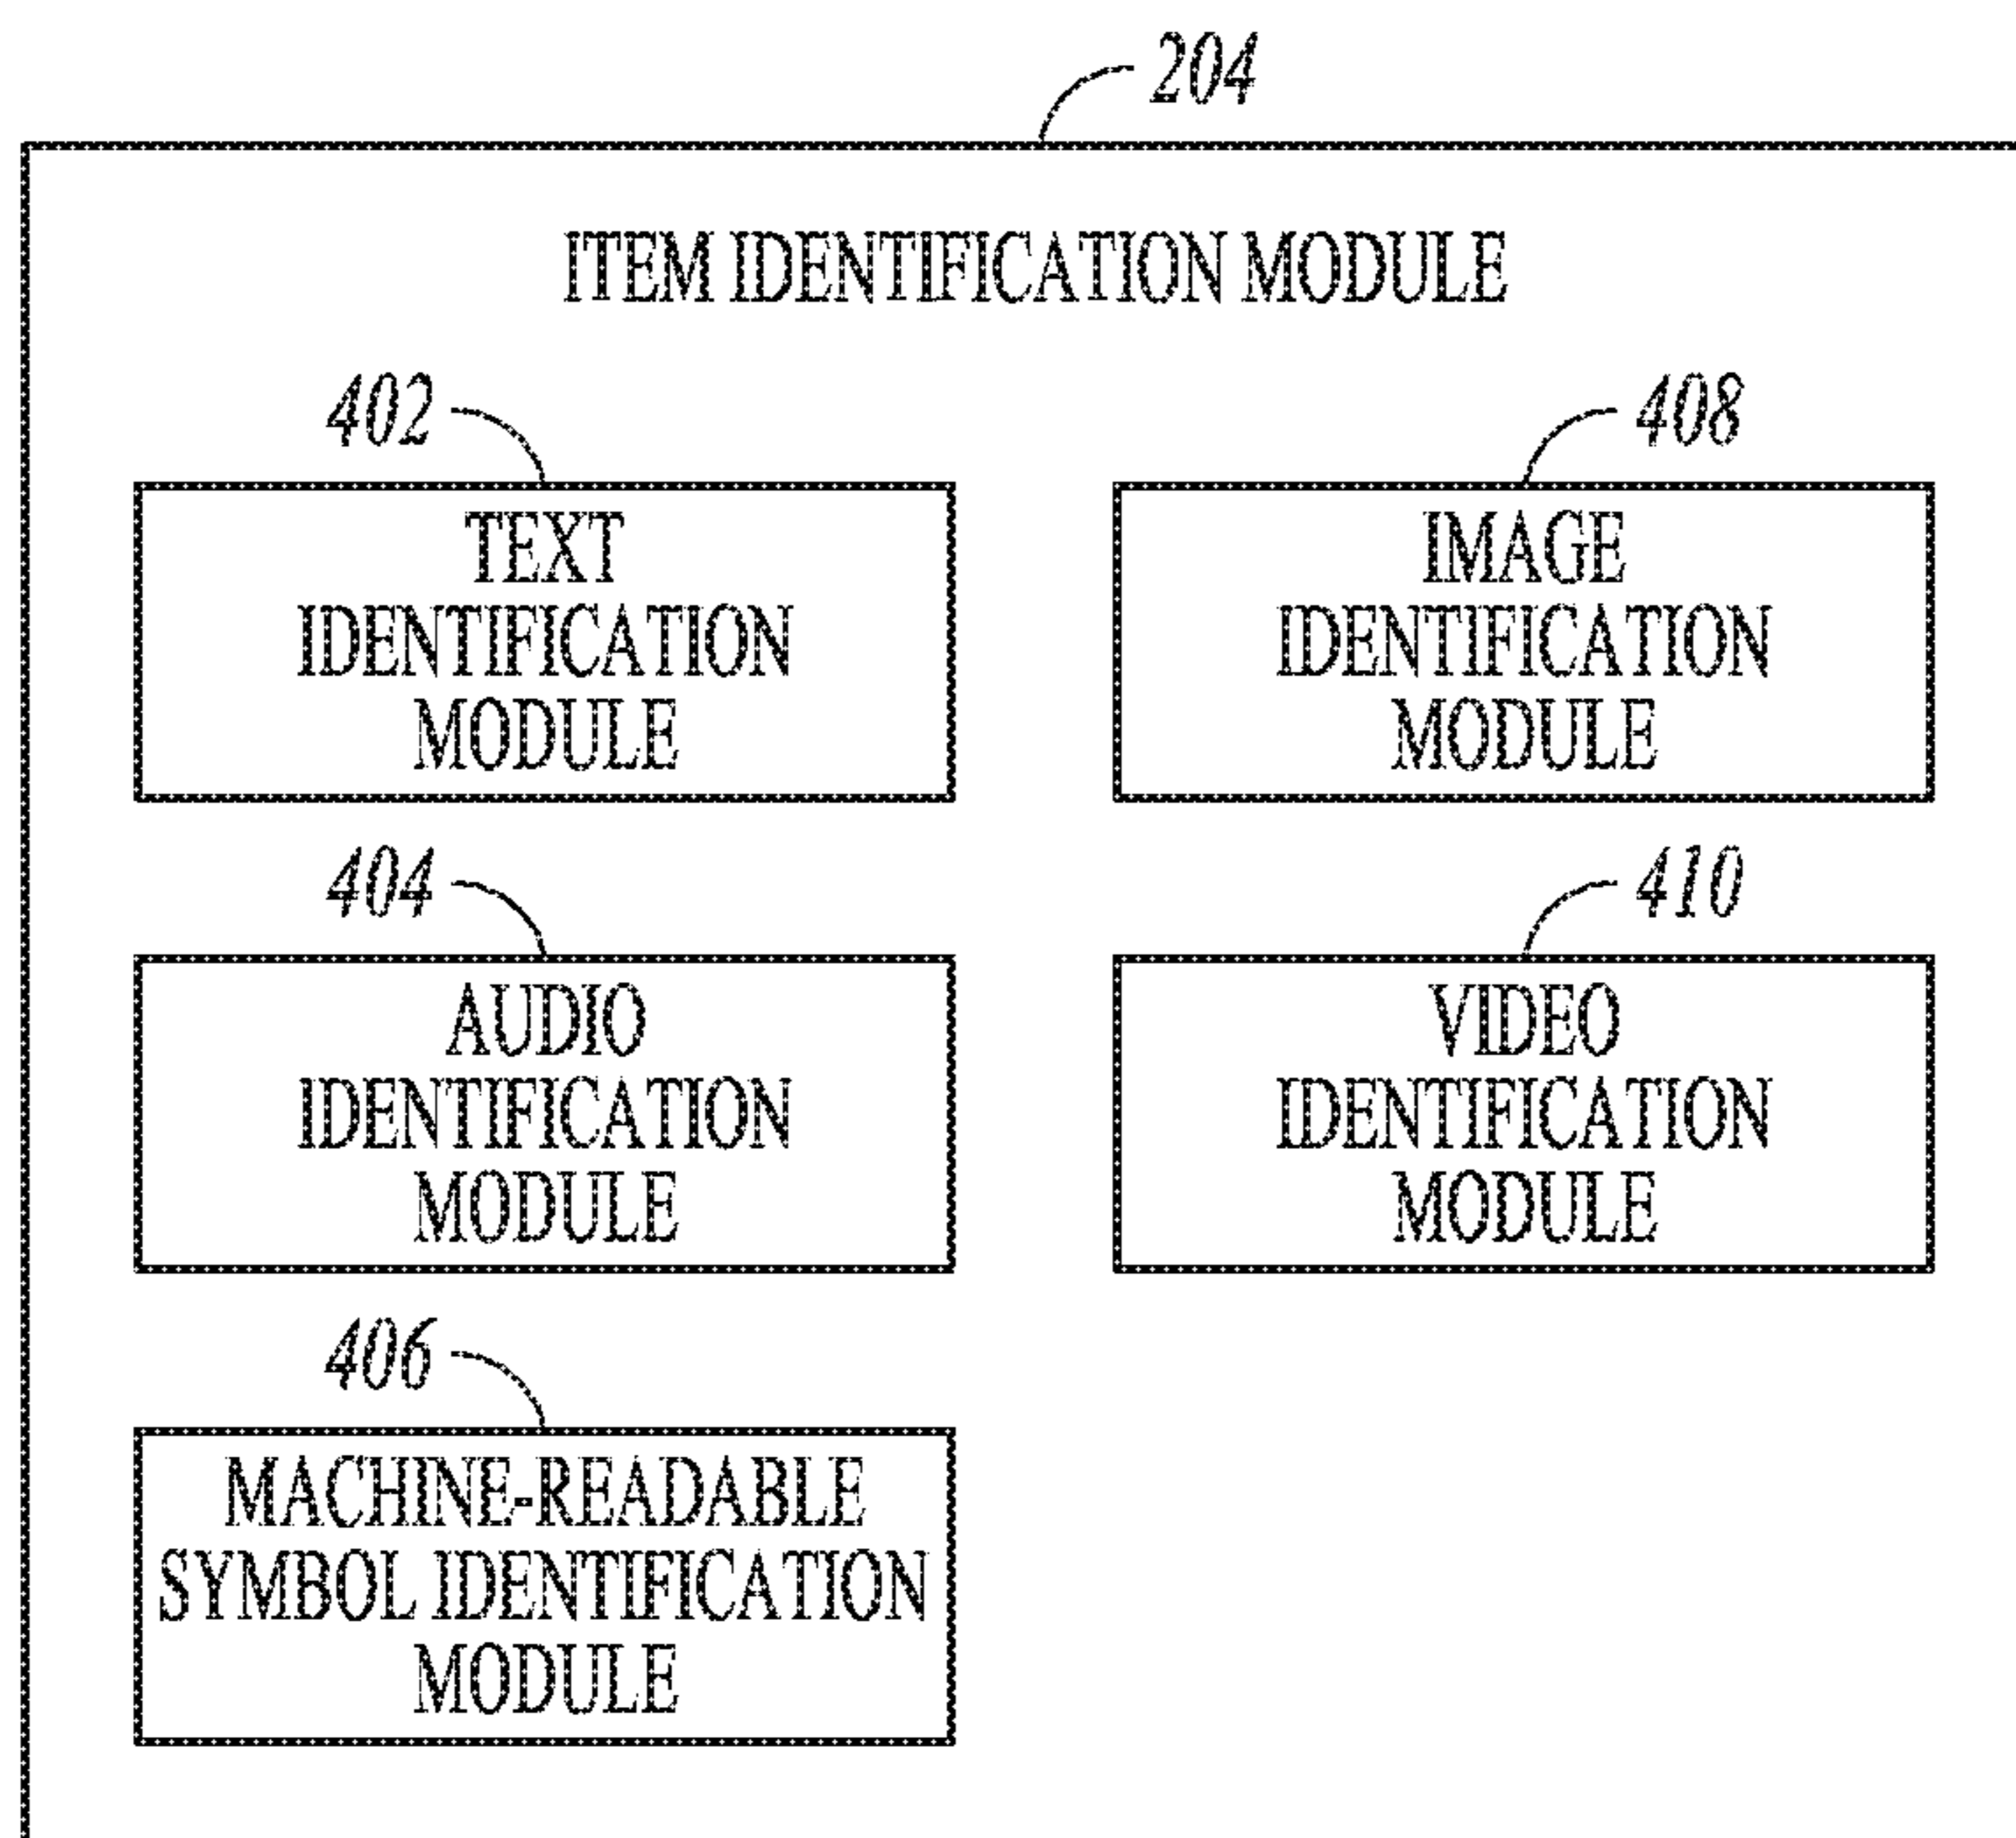 204
ITEM IDENTIFICATION MODULE
402
TEXT
IDENTIFICATION
MODULE
408
IMAGE
IDENTIFICATION
MODULE
404
AUDIO
IDENTIFICATION
MODULE
410
VIDEO
IDENTIFICATION
MODULE
406
MACHINE-READABLE
SYMBOL IDENTIFICATION
MODULE